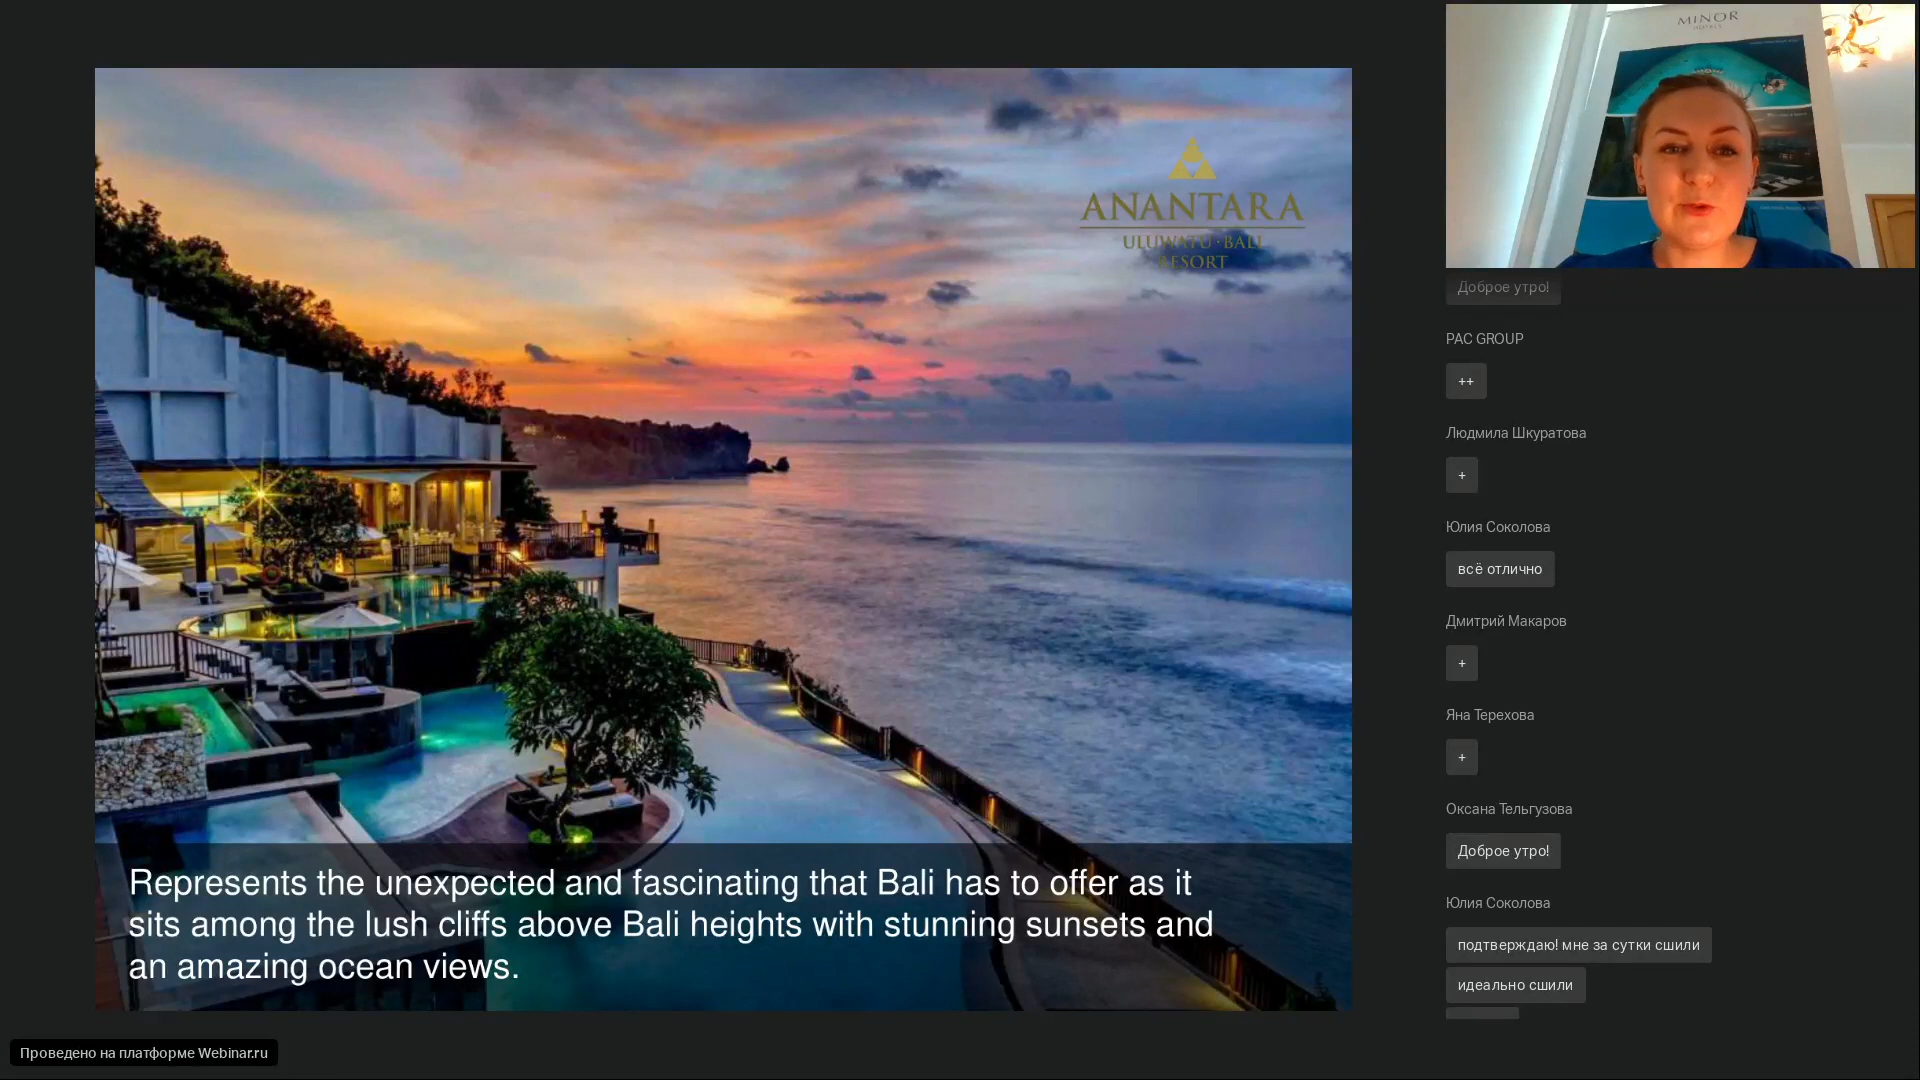 MINOR
HOTELS
ANANTARA
ULUWATU · BALI
RESORT
Represents the unexpected and fascinating that Bali has to offer as it
sits among the lush cliffs above Bali heights with stunning sunsets and
an amazing ocean views.
Доброе утро!
PAC GROUP
++
Людмила Шкуратова
+
Юлия Соколова
всё отлично
Дмитрий Макаров
+
Яна Терехова
+
Оксана Тельгузова
Доброе утро!
Юлия Соколова
подтверждаю! мне за сутки сшили
идеально сшили
Проведено на платформе Webinar.ru